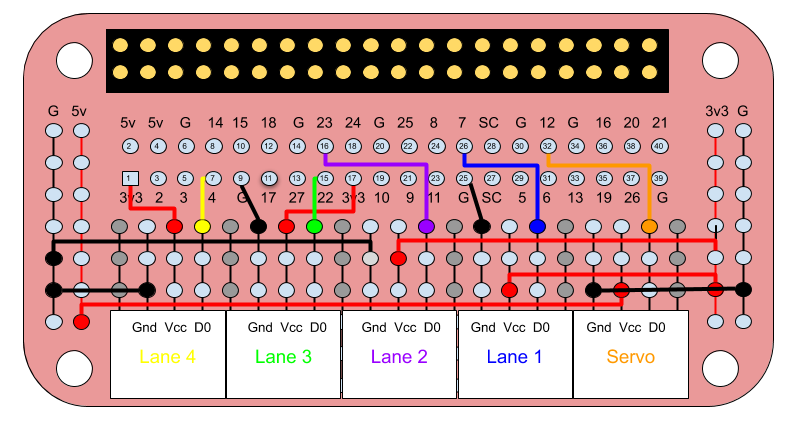 G 5v 3v3 G
5v 5v G 14 15 18 G 23 24 G 25 8 7 SC G 12 G 16 20 21
2 4 6 8 10 12 14 16 18 20 22 24 26 28 30 32 34 36 38 40
1 3 5 7 9 11 13 15 17 19 21 23 25 27 29 31 33 35 37 39
3v3 2 3 4 G 17 27 22 3v3 10 9 11 G SC 5 6 13 19 26 G
Gnd Vcc D0 Gnd Vcc D0 Gnd Vcc D0 Gnd Vcc D0 Gnd Vcc D0
Lane 4 Lane 3 Lane 2 Lane 1 Servo